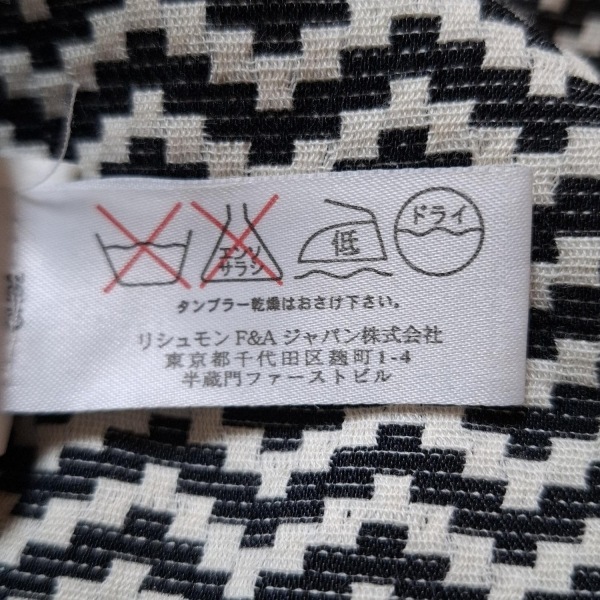 エンソ
サラシ
低
ドライ
タンブラー乾燥はおさけ下さい。
リシュモン F&A ジャパン株式会社
東京都千代田区麹町1-4
半蔵門ファーストビル